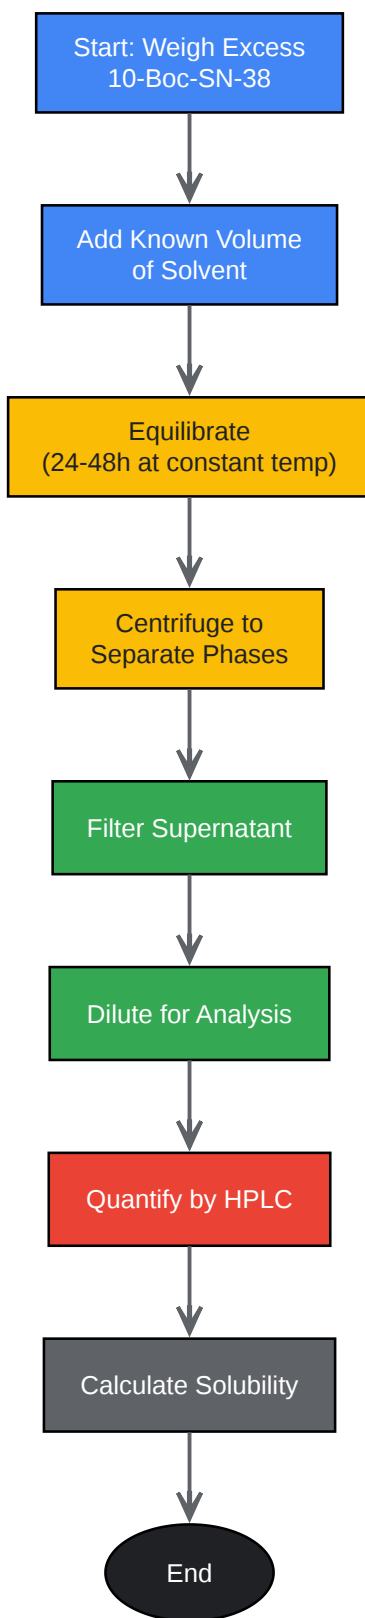 Start: Weigh Excess
10-Boc-SN-38
Add Known Volume
of Solvent
Equilibrate
(24-48h at constant temp)
Centrifuge to
Separate Phases
Filter Supernatant
Dilute for Analysis
Quantify by HPLC
Calculate Solubility
End